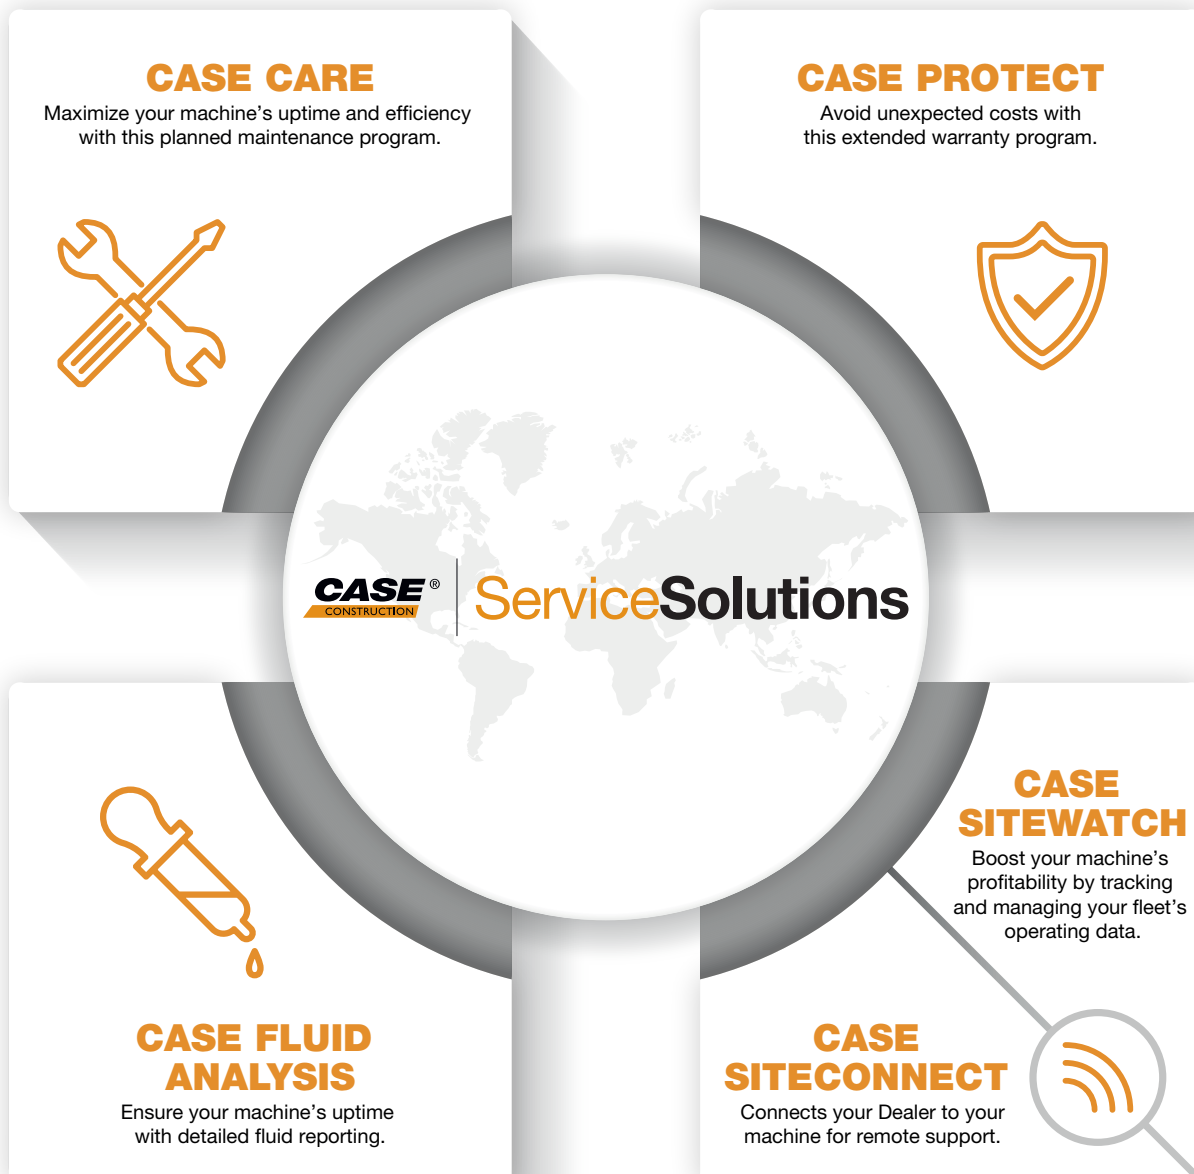 CASE CARE
Maximize your machine’s uptime and efficiency
with this planned maintenance program.
CASE PROTECT
Avoid unexpected costs with
this extended warranty program.
CASE®
CONSTRUCTION
ServiceSolutions
CASE FLUID
ANALYSIS
Ensure your machine’s uptime
with detailed fluid reporting.
CASE
SITEWATCH
Boost your machine’s
profitability by tracking
and managing your fleet’s
operating data.
CASE
SITECONNECT
Connects your Dealer to your
machine for remote support.